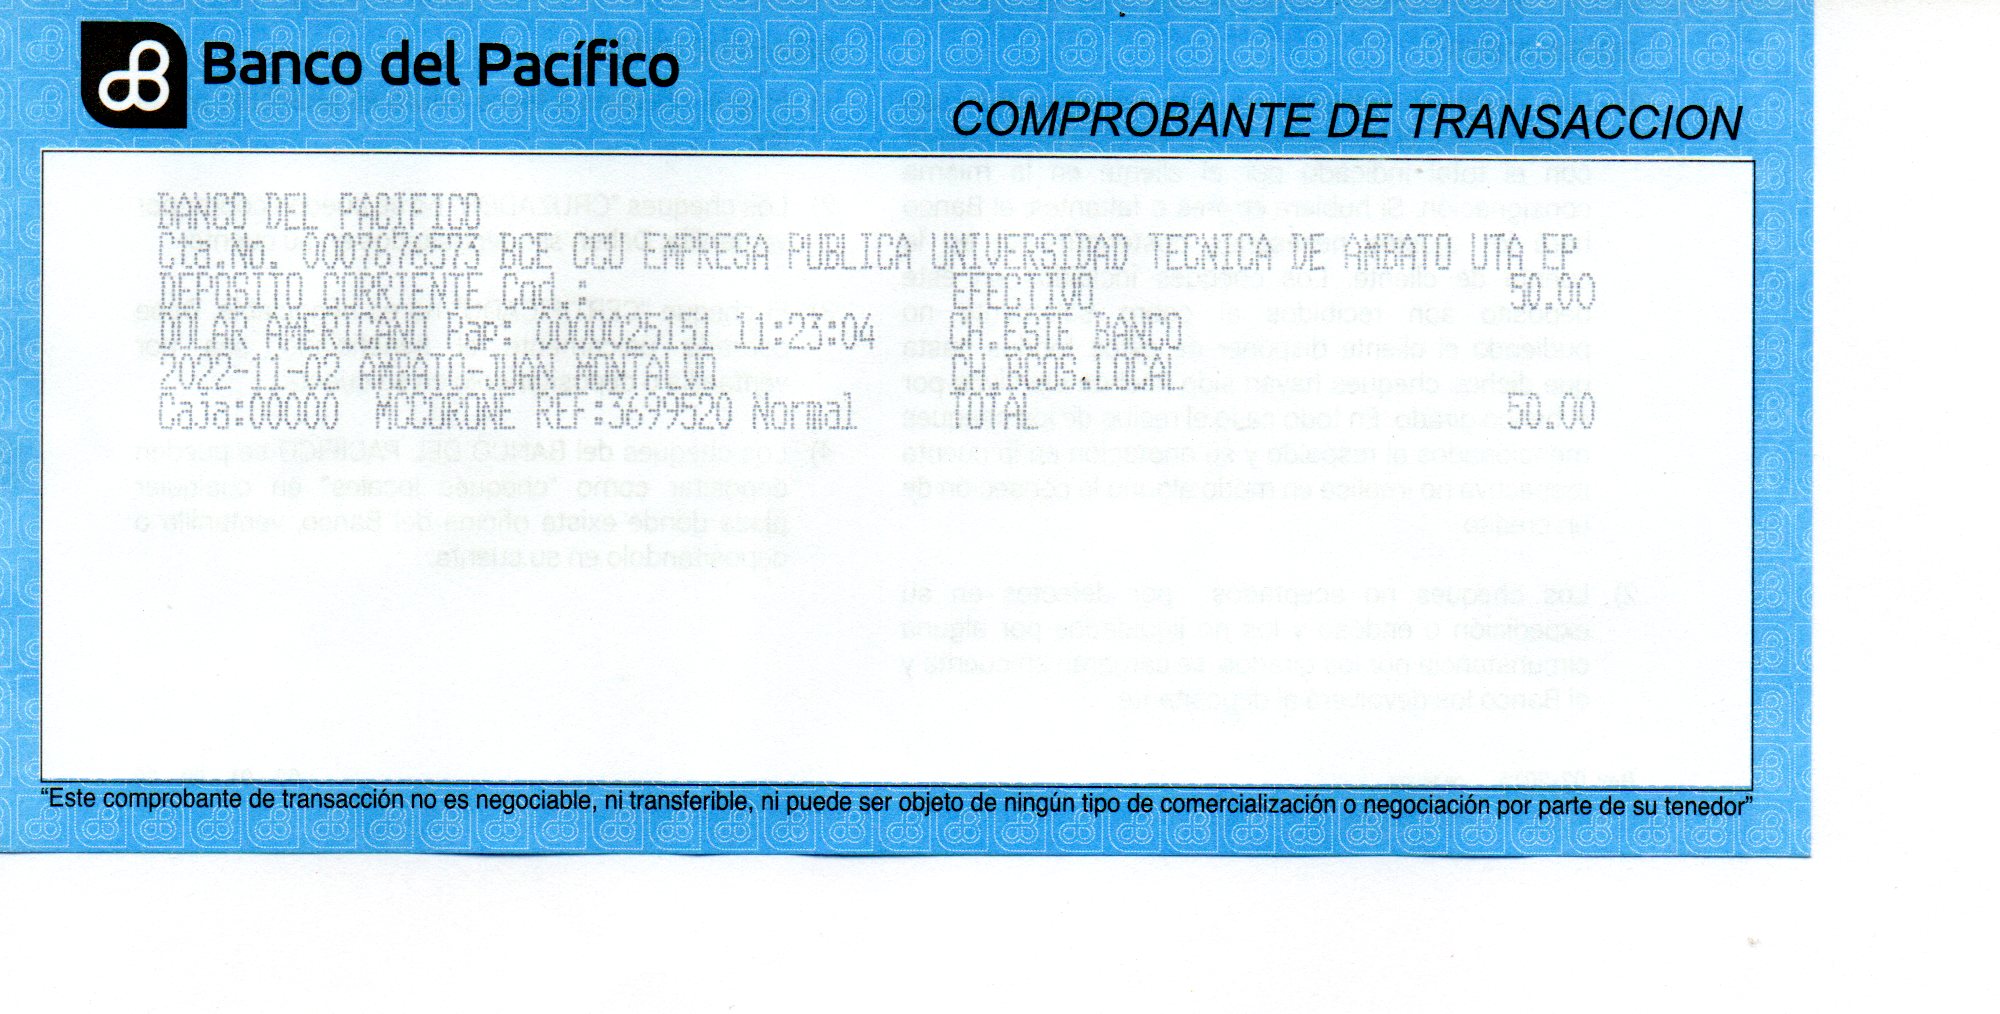 Banco del Pacífico
COMPROBANTE DE TRANSACCION
BANCO DEL PACIFICO
Cta.No. 0007876573 BCE CCU EMPRESA PUBLICA UNIVERSIDAD TECNICA DE AMBATO UTA EP
DEPOSITO CORRIENTE Cod.: EFECTIVO 50.00
DOLAR AMERICANO Pap: 000002515l 11:23:04 CH.ESTE BANCO
2022-11-02 AMBATO-JUAN MONTALVO CH.BCOS.LOCAL
Caja:00000 REF:3699520 Normal TOTAL 50.00
“Este comprobante de transacción no es negociable, ni transferible, ni puede ser objeto de ningún tipo de comercialización o negociación por parte de su tenedor”